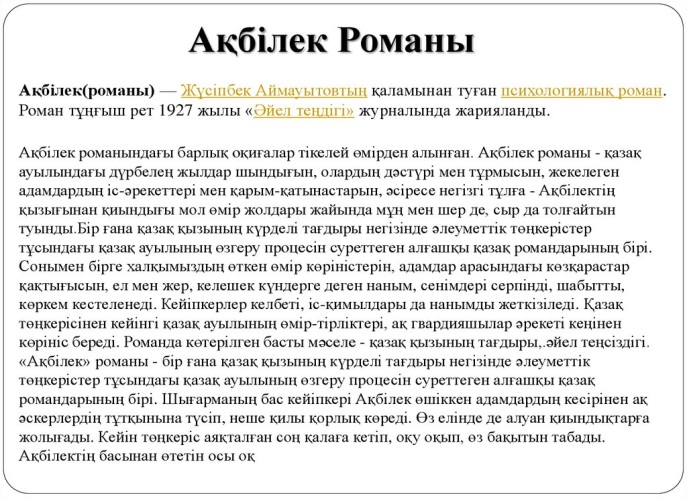 Ақбілек Романы
Ақбілек(романы) — Жүсіпбек Аймауытовтың қаламынан туған психологиялық роман.
Роман тұңғыш рет 1927 жылы «Әйел теңдігі» журналында жарияланды.
Ақбілек романындағы барлық оқиғалар тікелей өмірден алынған. Ақбілек романы - қазақ
ауылындағы дүрбелең жылдар шындығын, олардың дәстүрі мен тұрмысын, жекелеген
адамдардың іс-әрекеттері мен қарым-қатынастарын, әсіресе негізгі тұлға - Ақбілектің
қызығынан қиындығы мол өмір жолдары жайында мұң мен шер де, сыр да толғайтын
туынды.Бір ғана қазақ қызының күрделі тағдыры негізінде әлеуметтік төңкерістер
тұсындағы қазақ ауылының өзгеру процесін суреттеген алғашқы қазақ романдарының бірі.
Сонымен бірге халқымыздың өткен өмір көріністерін, адамдар арасындағы көзқарастар
қақтығысын, ел мен жер, келешек күндерге деген наным, сенімдері серпінді, шабытты,
көркем кестеленеді. Кейіпкерлер келбеті, іс-қимылдары да нанымды жеткізіледі. Қазақ
төңкерісінен кейінгі қазақ ауылының өмір-тірліктері, ақ гвардияшылар әрекеті кеңінен
көрініс береді. Романда көтерілген басты мәселе - қазақ қызының тағдыры,.әйел теңсіздігі.
«Ақбілек» романы - бір ғана қазақ қызының күрделі тағдыры негізінде әлеуметтік
төңкерістер тұсындағы қазақ ауылының өзгеру процесін суреттеген алғашқы қазақ
романдарының бірі. Шығарманың бас кейіпкері Ақбілек өшіккен адамдардың кесірінен ақ
әскерлердің тұтқынына түсіп, неше қилы қорлық көреді. Өз елінде де алуан қиындықтарға
жолығады. Кейін төңкеріс аяқталған соң қалаға кетіп, оқу оқып, өз бақытын табады.
Ақбілектің басынан өтетін осы оқ